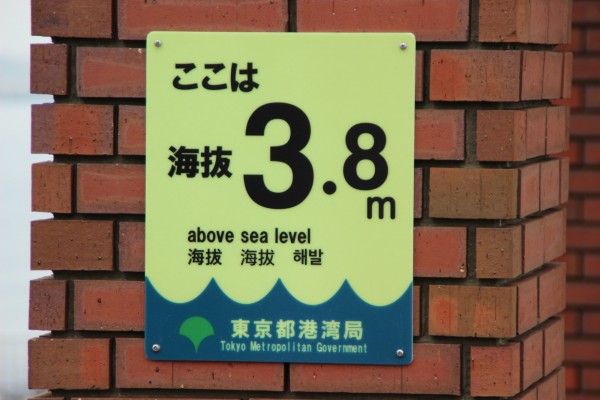 ここは
海抜 3.8m
above sea level
海拔 海拔 해발
東京都港湾局
Tokyo Metropolitan Government